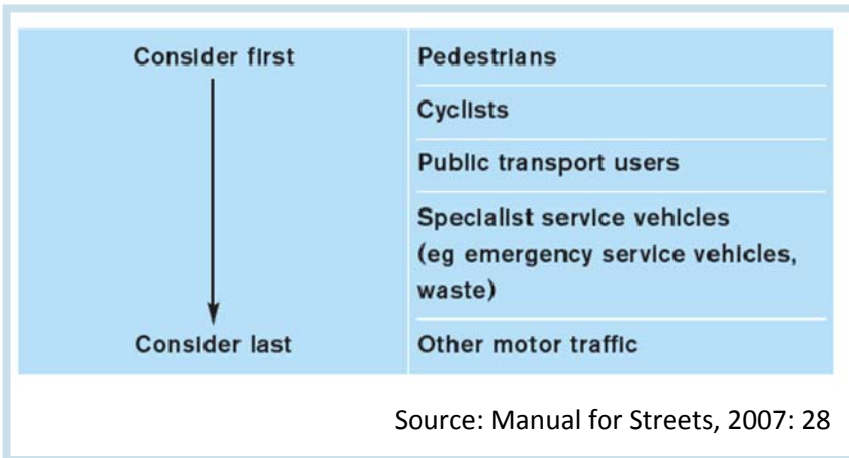 Consider first
Pedestrians
Cyclists
Public transport users
Specialist service vehicles
(eg emergency service vehicles,
waste)
Consider last
Other motor traffic
Source: Manual for Streets, 2007: 28